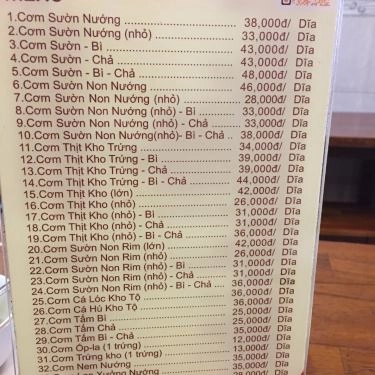 1.Cơm Sườn Nướng ........ 38,000đ/ Dĩa
2.Cơm Sườn Nướng (nhỏ) ........ 33,000đ/ Dĩa
3.Cơm Sườn - Bì ........ 43,000đ/ Dĩa
4.Cơm Sườn - Chả ........ 43,000đ/ Dĩa
5.Cơm Sườn - Bì - Chả ........ 48,000đ/ Dĩa
6.Cơm Sườn Non Nướng ........ 46,000đ/ Dĩa
7.Cơm Sườn Non Nướng (nhỏ) ........ 28,000đ/ Dĩa
8.Cơm Sườn Non Nướng (nhỏ) - Bì ........ 33,000đ/ Dĩa
9.Cơm Sườn Non Nướng (nhỏ) - Chả ........ 33,000đ/ Dĩa
10.Cơm Sườn Non Nướng(nhỏ)- Bì - Chả .. 38,000đ/ Dĩa
11.Cơm Thịt Kho Trứng ........ 34,000đ/ Dĩa
12.Cơm Thịt Kho Trứng - Bì ........ 39,000đ/ Dĩa
13.Cơm Thịt Kho Trứng - Chả ........ 39,000đ/ Dĩa
14.Cơm Thịt Kho Trứng - Bì - Chả ........ 44,000đ/ Dĩa
15.Cơm Thịt Kho (lớn) ........ 42,000đ/ Dĩa
16.Cơm Thịt Kho (nhỏ) ........ 26,000đ/ Dĩa
17.Cơm Thịt Kho (nhỏ) - Bì ........ 31,000đ/ Dĩa
18.Cơm Thịt Kho (nhỏ) - Chả ........ 31,000đ/ Dĩa
19.Cơm Thịt Kho (nhỏ) - Bì - Chả ........ 36,000đ/ Dĩa
20.Cơm Sườn Non Rim (lớn) ........ 42,000đ/ Dĩa
21.Cơm Sườn Non Rim (nhỏ) ........ 26,000đ/ Dĩa
22.Cơm Sườn Non Rim (nhỏ) - Bì ........ 31,000đ/ Dĩa
23.Cơm Sườn Non Rim (nhỏ) - Chả ........ 31,000đ/ Dĩa
24.Cơm Sườn Non Rim (nhỏ) - Bì - Chả .... 36,000đ/ Dĩa
25.Cơm Cá Lóc Kho Tộ ........ 36,000đ/ Dĩa
26.Cơm Cá Hú Kho Tộ ........ 36,000đ/ Dĩa
27.Cơm Tấm Bì ........ 25,000đ/ Dĩa
28.Cơm Tấm Chả ........ 25,000đ/ Dĩa
29.Cơm Tấm Bì - Chả ........ 35,000đ/ Dĩa
30.Cơm Ốp-la (1 trứng) ........ 12,000đ/ Dĩa
31.Cơm Trứng kho (1 trứng) ........ 13,000đ/ Dĩa
32.Cơm Nem Nướng ........ 35,000đ/ Dĩa
Xưởng Nướng ........ 35,000đ/ Dĩa